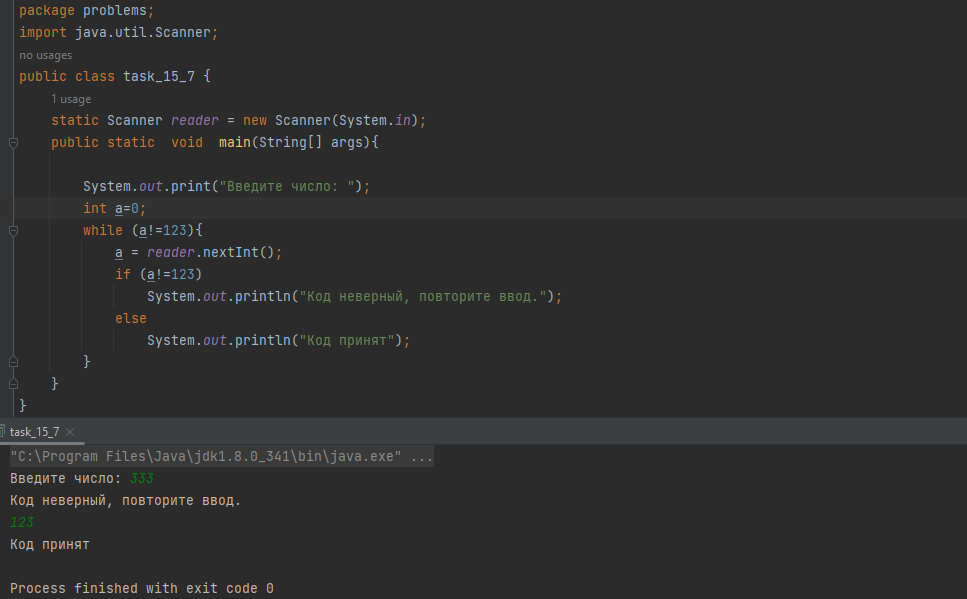 package problems;
import java.util.Scanner;
no usages
public class task_15_7 {
1 usage
static Scanner reader = new Scanner(System.in);
public static  void  main(String[] args){
System.out.print("Введите число: ");
int a=0;
while (a!=123){
a = reader.nextInt();
if (a!=123)
System.out.println("Код неверный, повторите ввод.");
else
System.out.println("Код принят");
}
}
}
task_15_7 ×
"C:\Program Files\Java\jdk1.8.0_341\bin\java.exe" ...
Введите число: 333
Код неверный, повторите ввод.
123
Код принят
Process finished with exit code 0